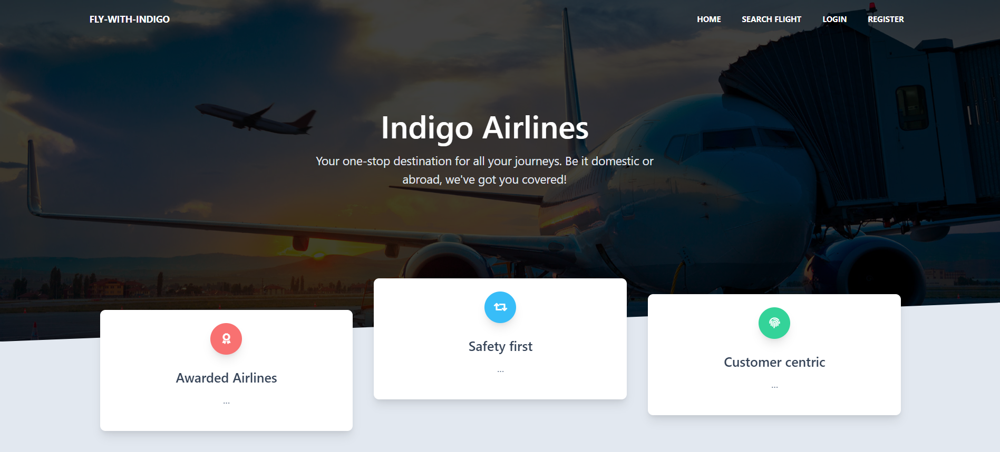 FLY-WITH-INDIGO
HOME
SEARCH FLIGHT
LOGIN
REGISTER
Indigo Airlines
Your one-stop destination for all your journeys. Be it domestic or
abroad, we've got you covered!
Awarded Airlines
...
Safety first
...
Customer centric
...